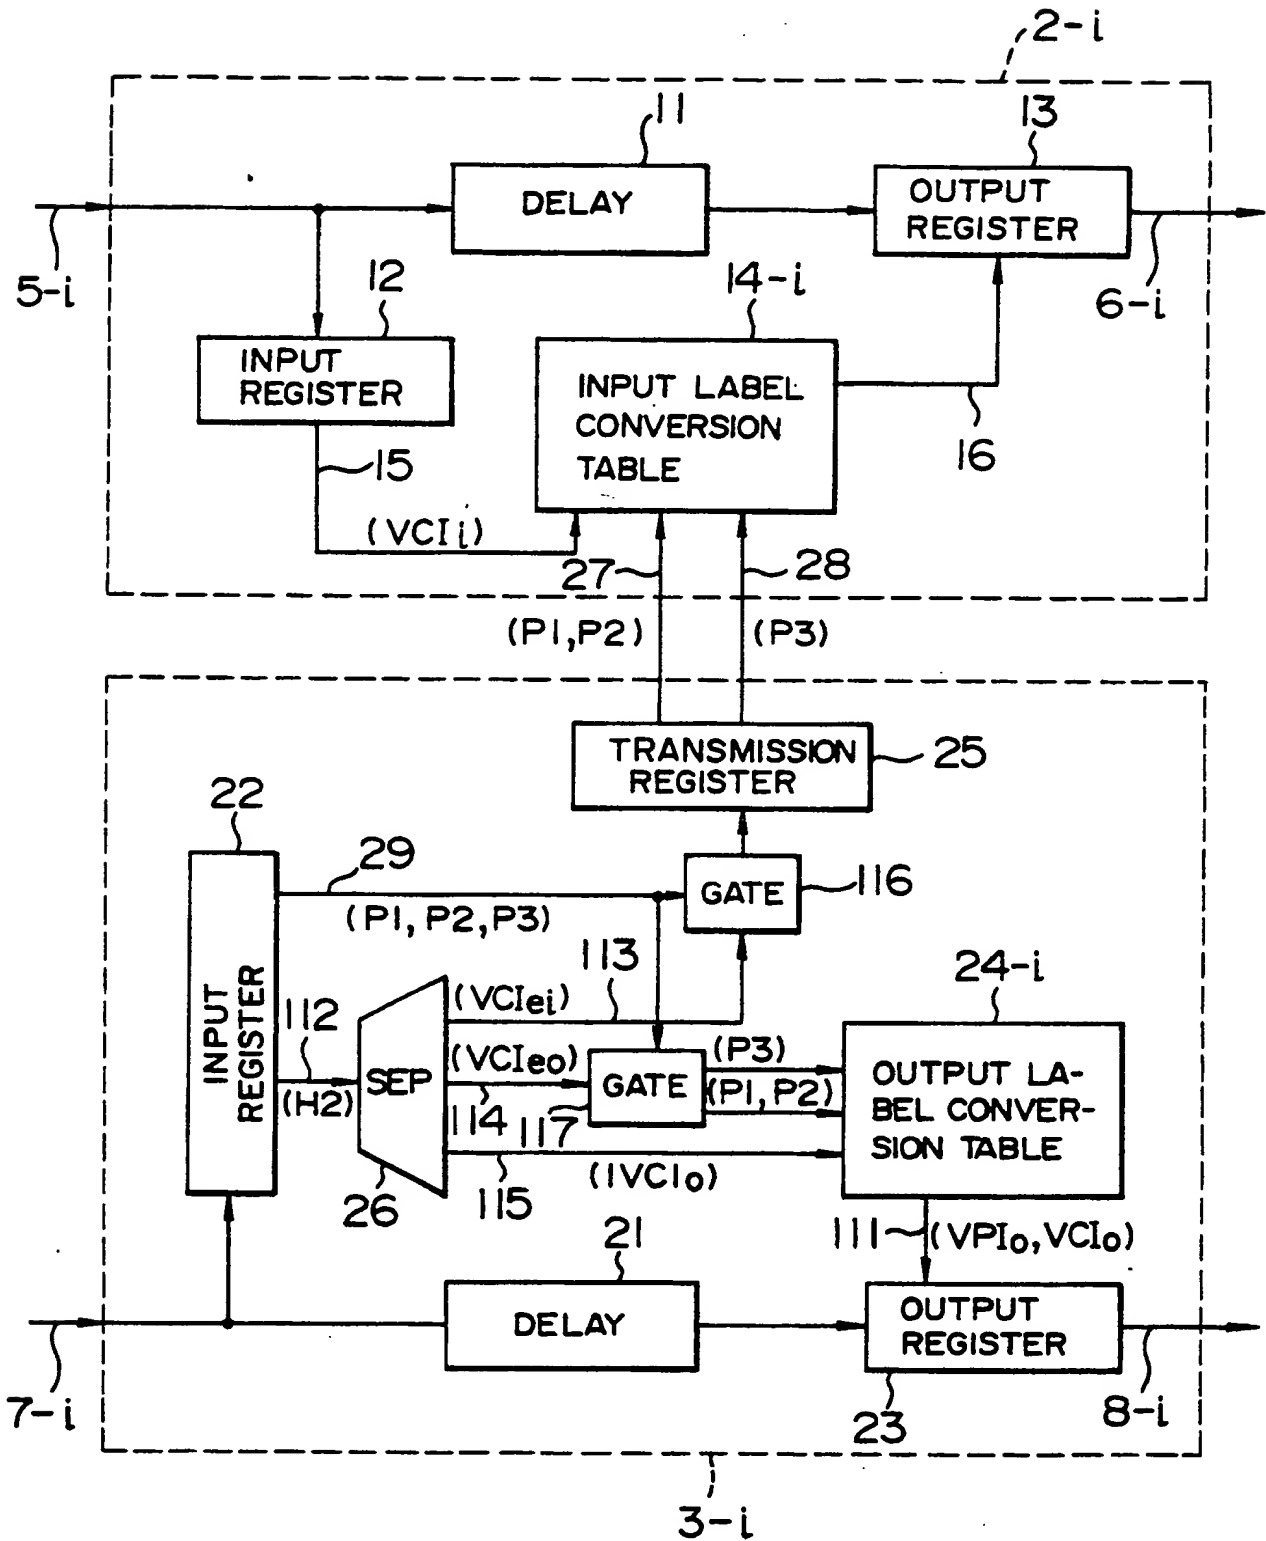 2-i
11
13
DELAY
OUTPUT
REGISTER
5-i
12
14-i
6-i
INPUT
REGISTER
INPUT LABEL
CONVERSION
TABLE
15
16
(VCIi)
27
28
(P1,P2)
(P3)
TRANSMISSION
REGISTER
25
22
29
GATE
116
(P1, P2, P3)
113
24-i
INPUT
REGISTER
112
(VCIei)
(H2)
SEP
(VCIeo)
GATE
(P3)
(P1, P2)
OUTPUT LA-
BEL CONVER-
SION TABLE
114
117
26
115
(IVCIo)
21
111
(VPIo, VCIo)
DELAY
OUTPUT
REGISTER
7-i
23
8-i
3-i